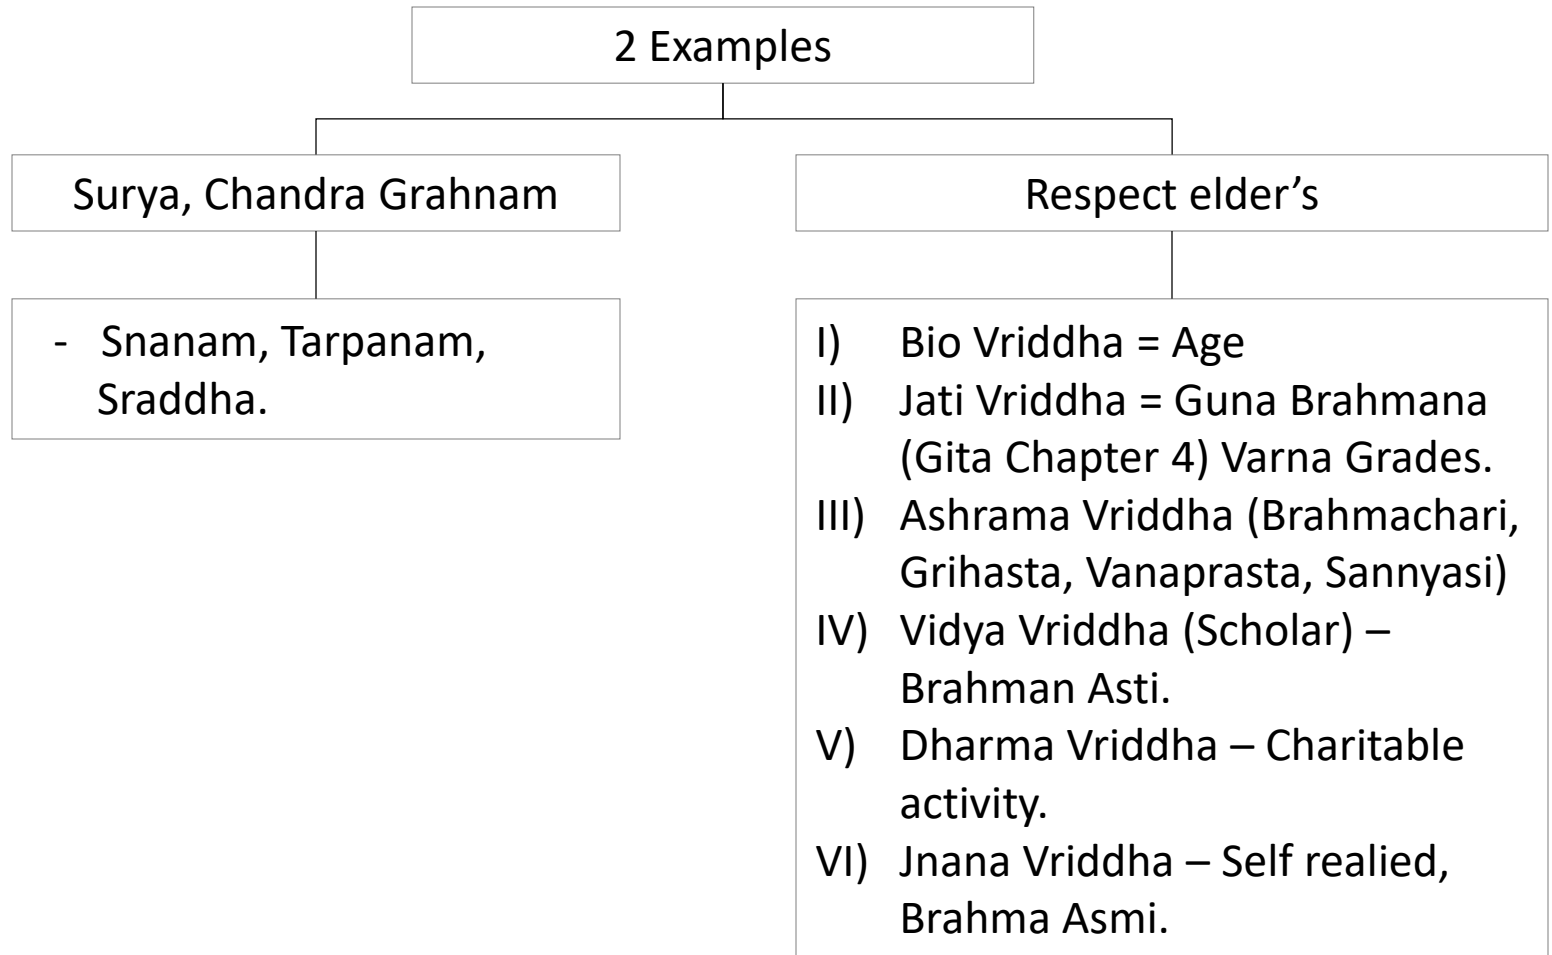 2 Examples
Surya, Chandra Grahnam
- Snanam, Tarpanam,
Sraddha.
Respect elder’s
I) Bio Vriddha = Age
II) Jati Vriddha = Guna Brahmana
(Gita Chapter 4) Varna Grades.
III) Ashrama Vriddha (Brahmachari,
Grihasta, Vanaprasta, Sannyasi)
IV) Vidya Vriddha (Scholar) –
Brahman Asti.
V) Dharma Vriddha – Charitable
activity.
VI) Jnana Vriddha – Self realied,
Brahma Asmi.